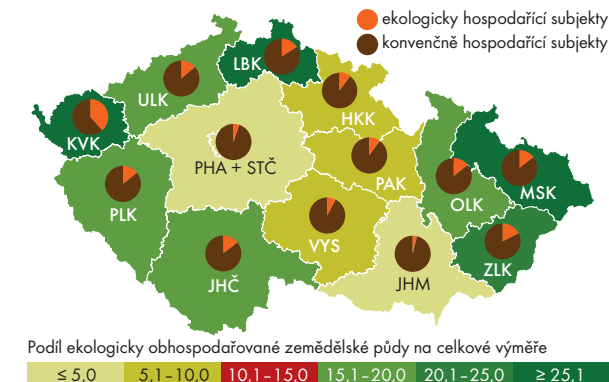 ekologicky hospodařící subjekty
konvenčně hospodařící subjekty
LBK
ULK
HKK
KVK
PHA + STČ
PAK
OLK
MSK
PLK
VYS
ZLK
JHČ
JHM
Podíl ekologicky obhospodařované zemědělské půdy na celkové výměře
≤ 5,0 5,1–10,0 10,1–15,0 15,1–20,0 20,1–25,0 ≥ 25,1